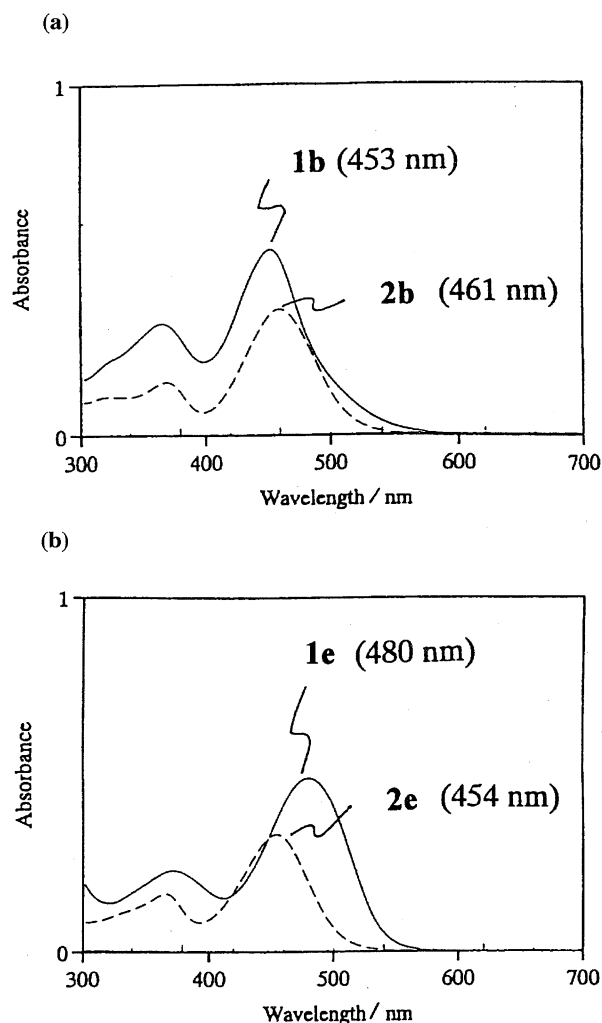 (a)
1
1b (453 nm)
2b (461 nm)
Absorbance
0
300 400 500 600 700
Wavelength / nm
(b)
1
1e (480 nm)
2e (454 nm)
Absorbance
0
300 400 500 600 700
Wavelength / nm